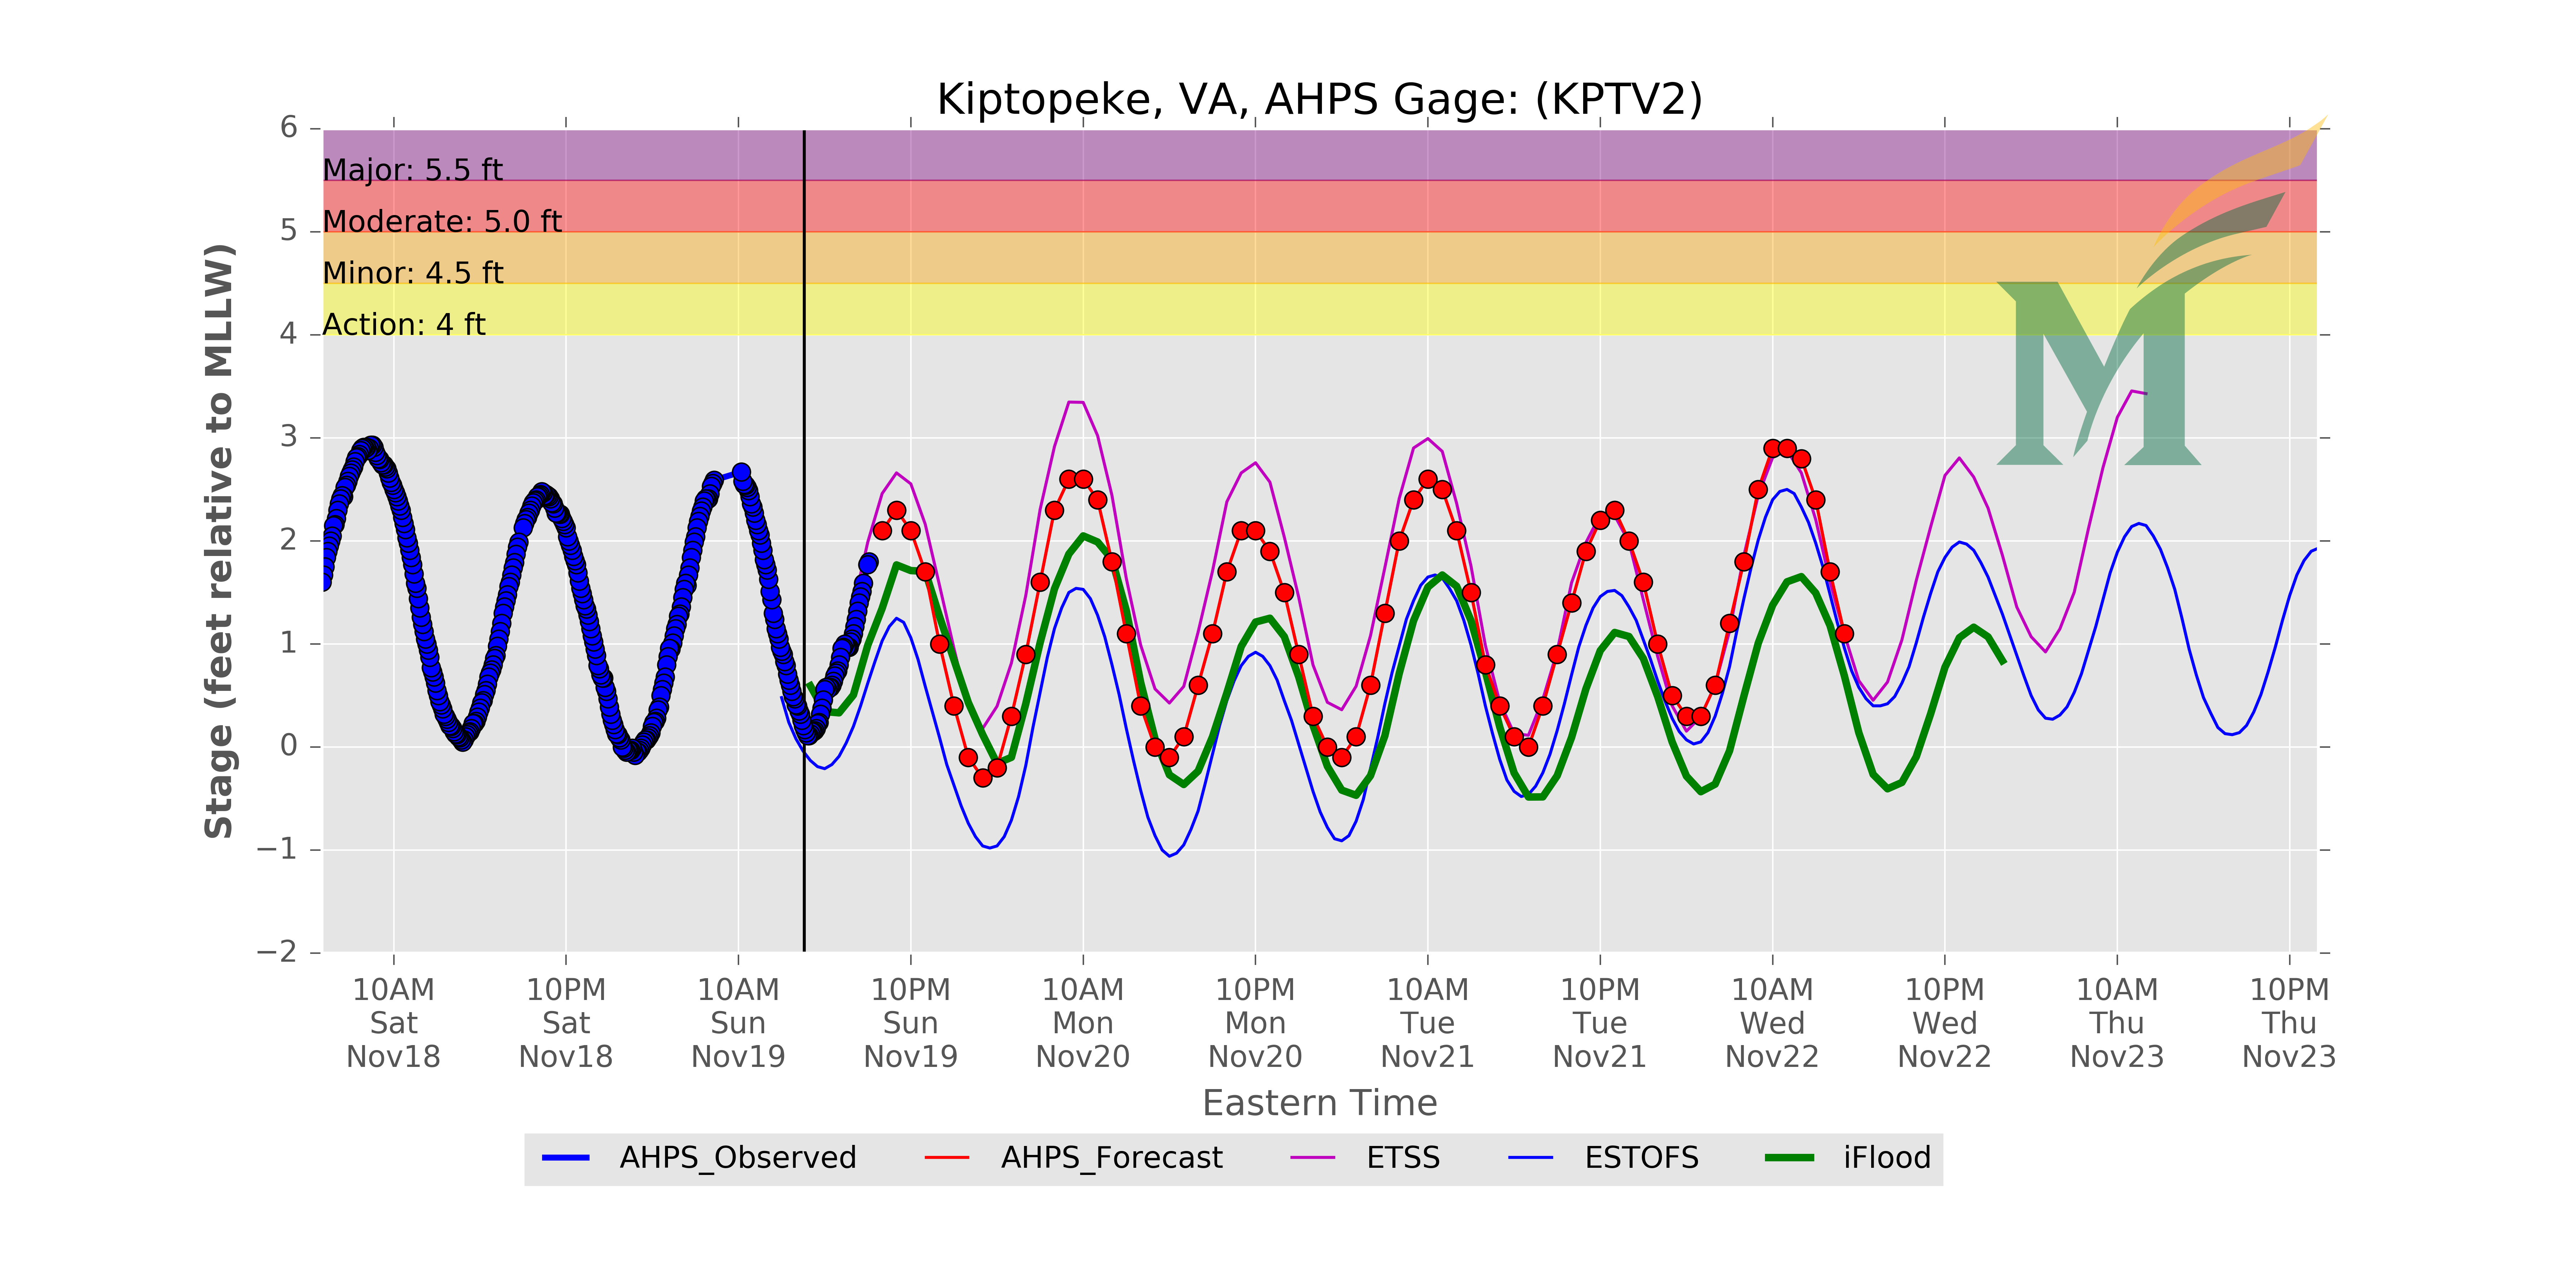 Kiptopeke, VA, AHPS Gage: (KPTV2)
6
5
4
3
2
1
0
−1
−2
Stage (feet relative to MLLW)
Major: 5.5 ft
Moderate: 5.0 ft
Minor: 4.5 ft
Action: 4 ft
M
10AM Sat Nov18
10PM Sat Nov18
10AM Sun Nov19
10PM Sun Nov19
10AM Mon Nov20
10PM Mon Nov20
10AM Tue Nov21
10PM Tue Nov21
10AM Wed Nov22
10PM Wed Nov22
10AM Thu Nov23
10PM Thu Nov23
Eastern Time
AHPS_Observed AHPS_Forecast ETSS ESTOFS iFlood